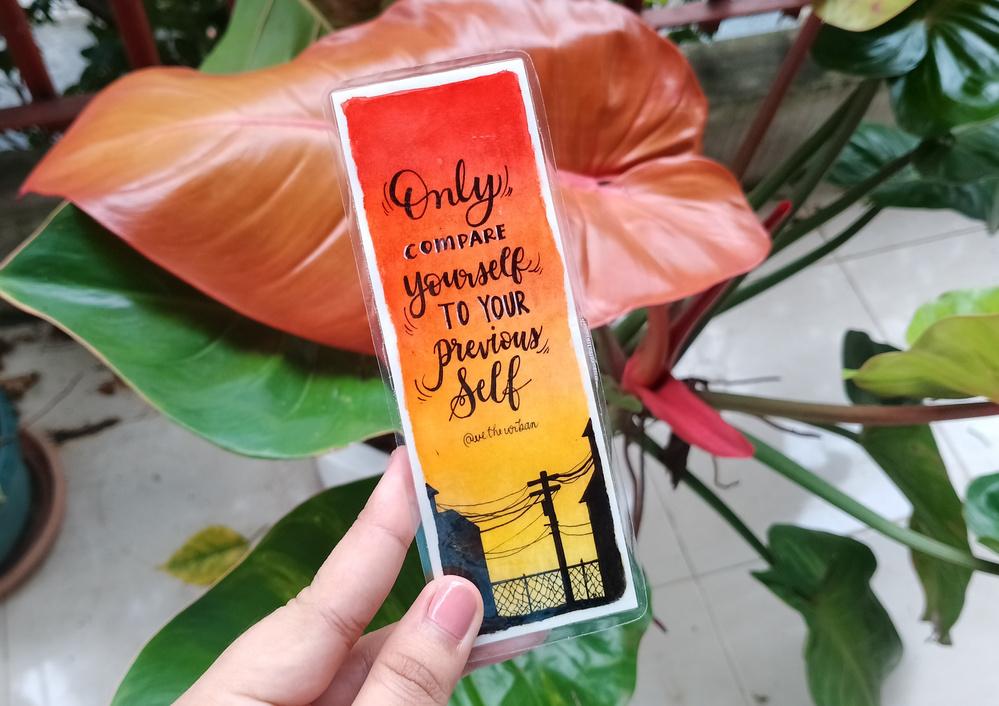 Only
COMPARE
yourself
TO YOUR
previous
Self
@we the urban